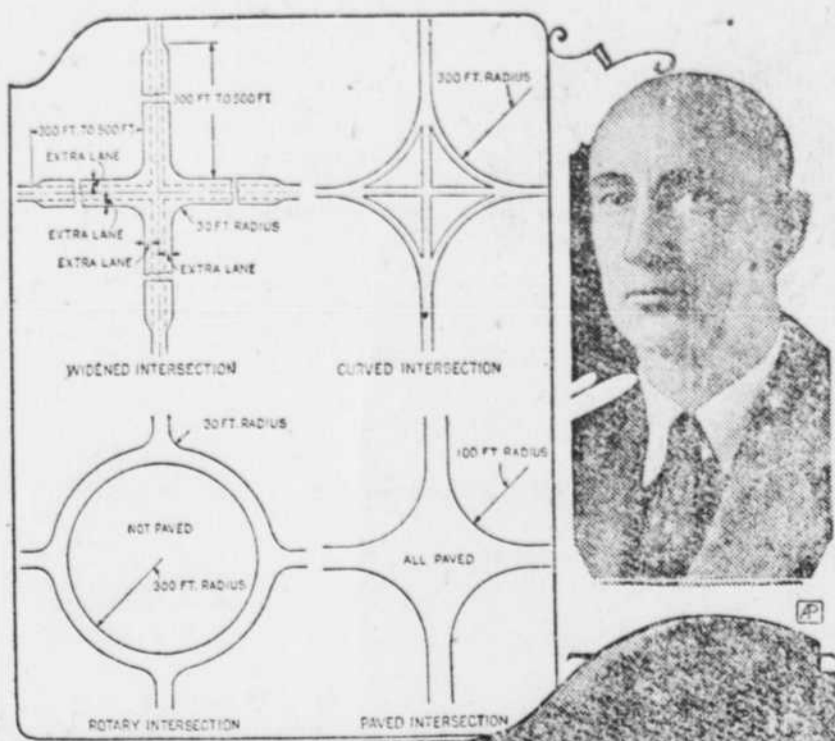 300 FT. TO 500 FT.
300 FT. TO 500 FT.
EXTRA LANE
30 FT. RADIUS
EXTRA LANE
EXTRA LANE
EXTRA LANE
WIDENED INTERSECTION
300 FT. RADIUS
CURVED INTERSECTION
30 FT. RADIUS
NOT PAVED
300 FT. RADIUS
ROTARY INTERSECTION
100 FT. RADIUS
ALL PAVED
PAVED INTERSECTION
AP